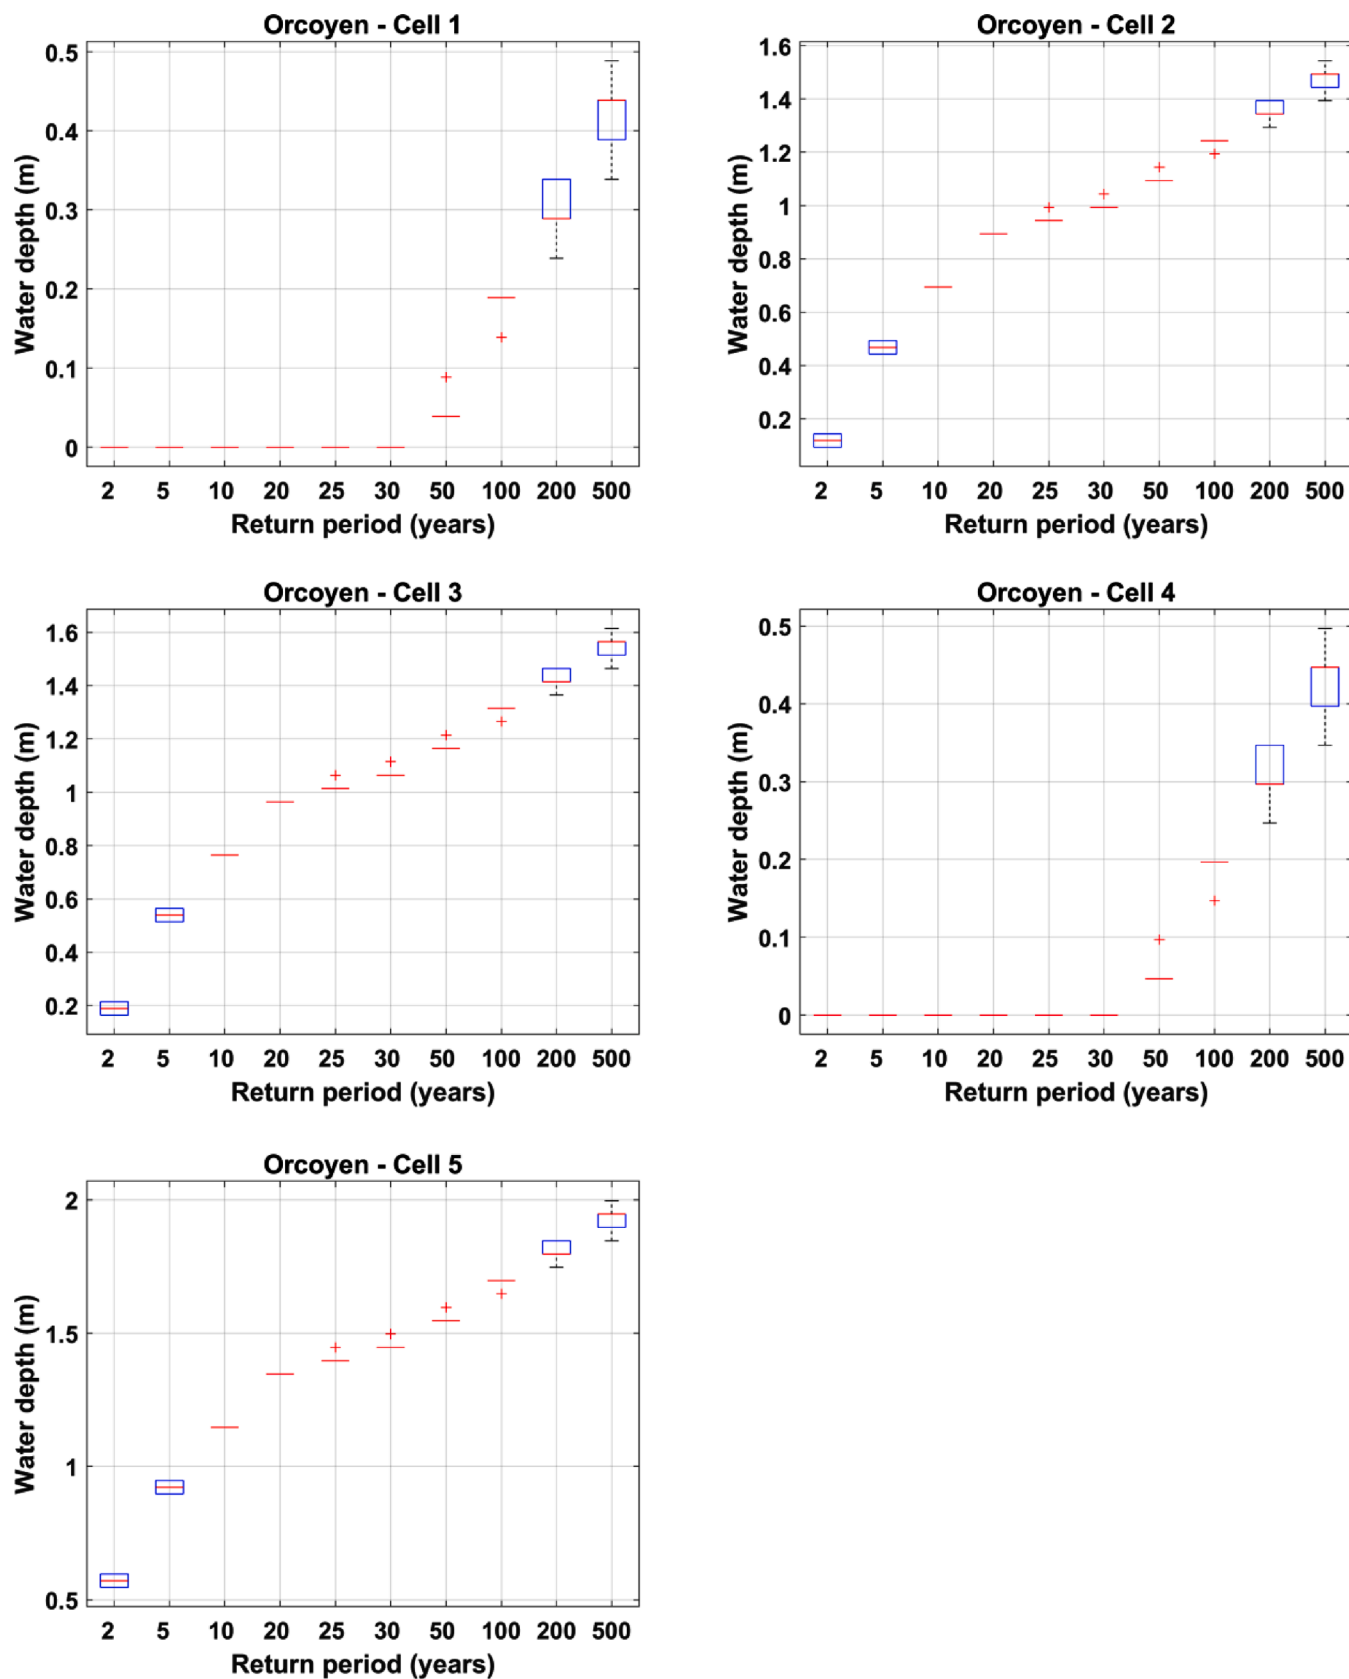 Orcoyen - Cell 1
Water depth (m)
0.5
0.4
0.3
0.2
0.1
0
2 5 10 20 25 30 50 100 200 500
Return period (years)
Orcoyen - Cell 2
Water depth (m)
1.6
1.4
1.2
1
0.8
0.6
0.4
0.2
2 5 10 20 25 30 50 100 200 500
Return period (years)
Orcoyen - Cell 3
Water depth (m)
1.6
1.4
1.2
1
0.8
0.6
0.4
0.2
2 5 10 20 25 30 50 100 200 500
Return period (years)
Orcoyen - Cell 4
Water depth (m)
0.5
0.4
0.3
0.2
0.1
0
2 5 10 20 25 30 50 100 200 500
Return period (years)
Orcoyen - Cell 5
Water depth (m)
2
1.5
1
0.5
2 5 10 20 25 30 50 100 200 500
Return period (years)